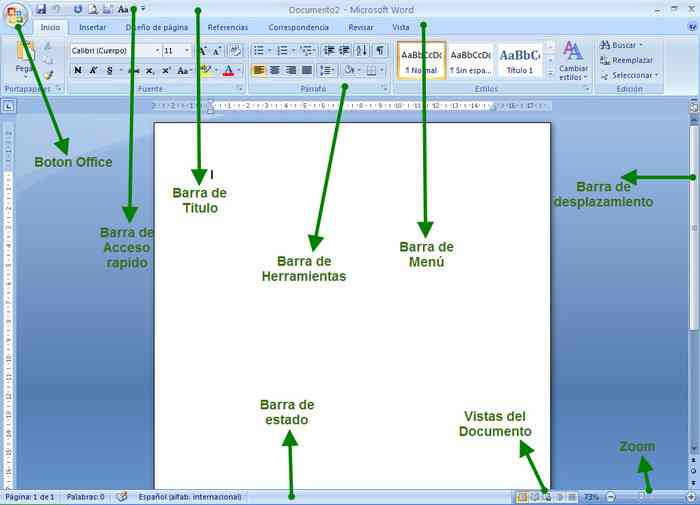 Documento2 - Microsoft Word
Inicio Insertar Diseño de página Referencias Correspondencia Revisar Vista
Calibri (Cuerpo) 11
AaBbCcDc AaBbCcDc AaBbC
Pegar
¶ Normal ¶ Sin espa... Título 1
Cambiar estilos
Buscar
Reemplazar
Seleccionar
Portapapeles Fuente Párrafo Estilos Edición
Boton Office
Barra de
Titulo
Barra de
desplazamiento
Barra de
Acceso
rapido
Barra de
Herramientas
Barra de
Menú
Barra de
estado
Vistas del
Documento
Zoom
Página: 1 de 1 Palabras: 0 Español (alfab. internacional) 73%